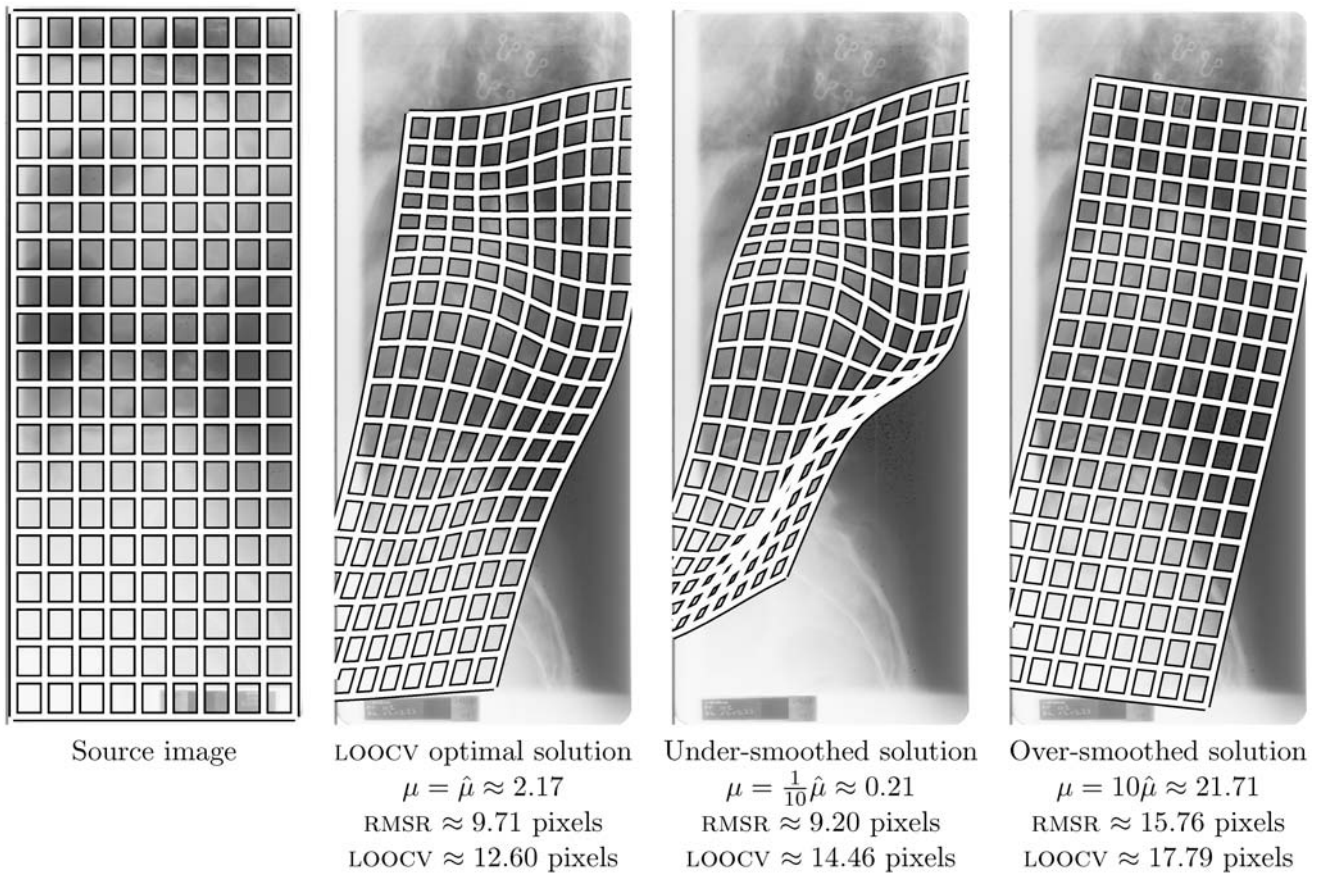 Source image
LOOCV optimal solution
μ = μ̂ ≈ 2.17
RMSR ≈ 9.71 pixels
LOOCV ≈ 12.60 pixels
Under-smoothed solution
μ = 1/10 μ̂ ≈ 0.21
RMSR ≈ 9.20 pixels
LOOCV ≈ 14.46 pixels
Over-smoothed solution
μ = 10μ̂ ≈ 21.71
RMSR ≈ 15.76 pixels
LOOCV ≈ 17.79 pixels